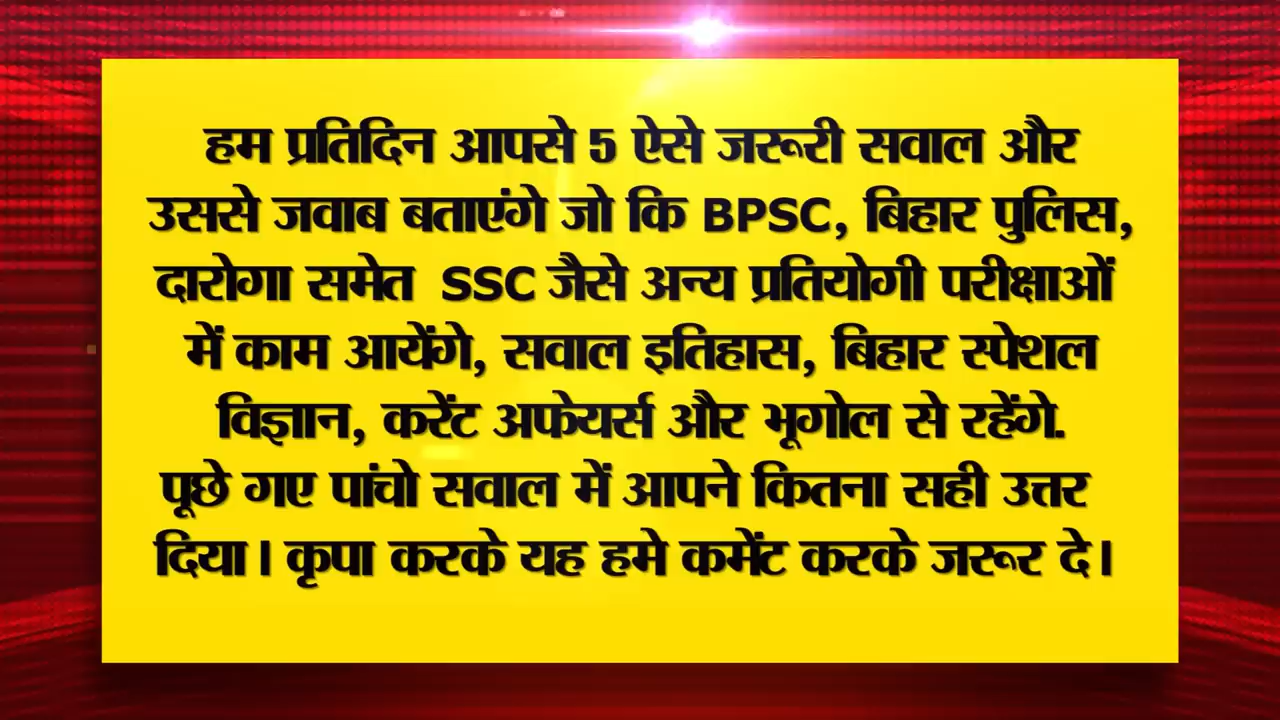 हम प्रतिदिन आपसे 5 ऐसे जरूरी सवाल और
उससे जवाब बताएंगे जो कि BPSC, बिहार पुलिस,
दारोगा समेत SSC जैसे अन्य प्रतियोगी परीक्षाओं
में काम आयेंगे, सवाल इतिहास, बिहार स्पेशल
विज्ञान, करेंट अफेयर्स और भूगोल से रहेंगे.
पूछे गए पांचो सवाल में आपने कितना सही उत्तर
दिया। कृपा करके यह हमे कमेंट करके जरूर दे।